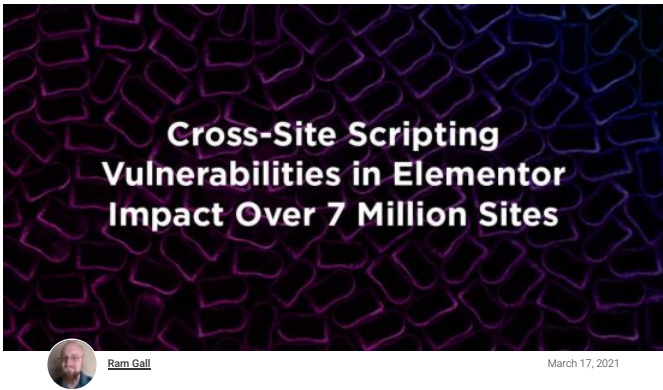 Cross-Site Scripting
Vulnerabilities in Elementor
Impact Over 7 Million Sites
Ram Gall
March 17, 2021